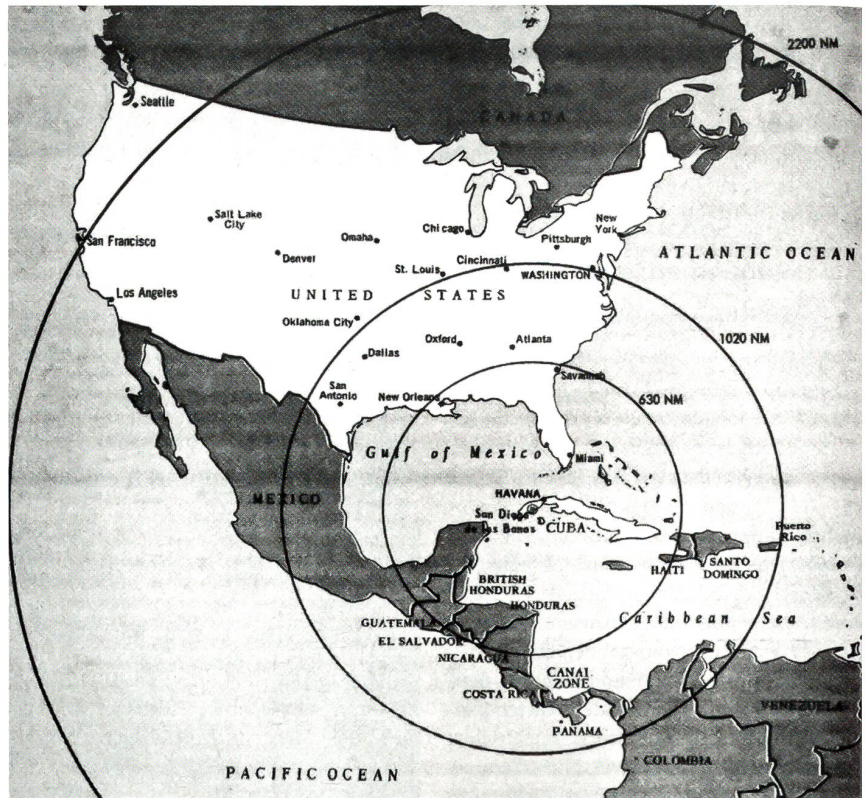 2200 NM
CANADA
Seattle
Salt Lake
City
New
York
Chicago
Omaha
San Francisco
Pittsburgh
ATLANTIC OCEAN
Denver
Cincinnati
St. Louis
WASHINGTON
Los Angeles
UNITED STATES
Oklahoma City
1020 NM
Oxford
Atlanta
Dallas
Savannah
San
Antonio
New Orleans
630 NM
Gulf of Mexico
Miami
MEXICO
HAVANA
San Diego
de los Banos
CUBA
Puerto
Rico
HAITI
SANTO
DOMINGO
BRITISH
HONDURAS
HONDURAS
GUATEMALA
Caribbean Sea
EL SALVADOR
NICARAGUA
CANAL
ZONE
COSTA RICA
VENEZUELA
PANAMA
COLOMBIA
PACIFIC OCEAN